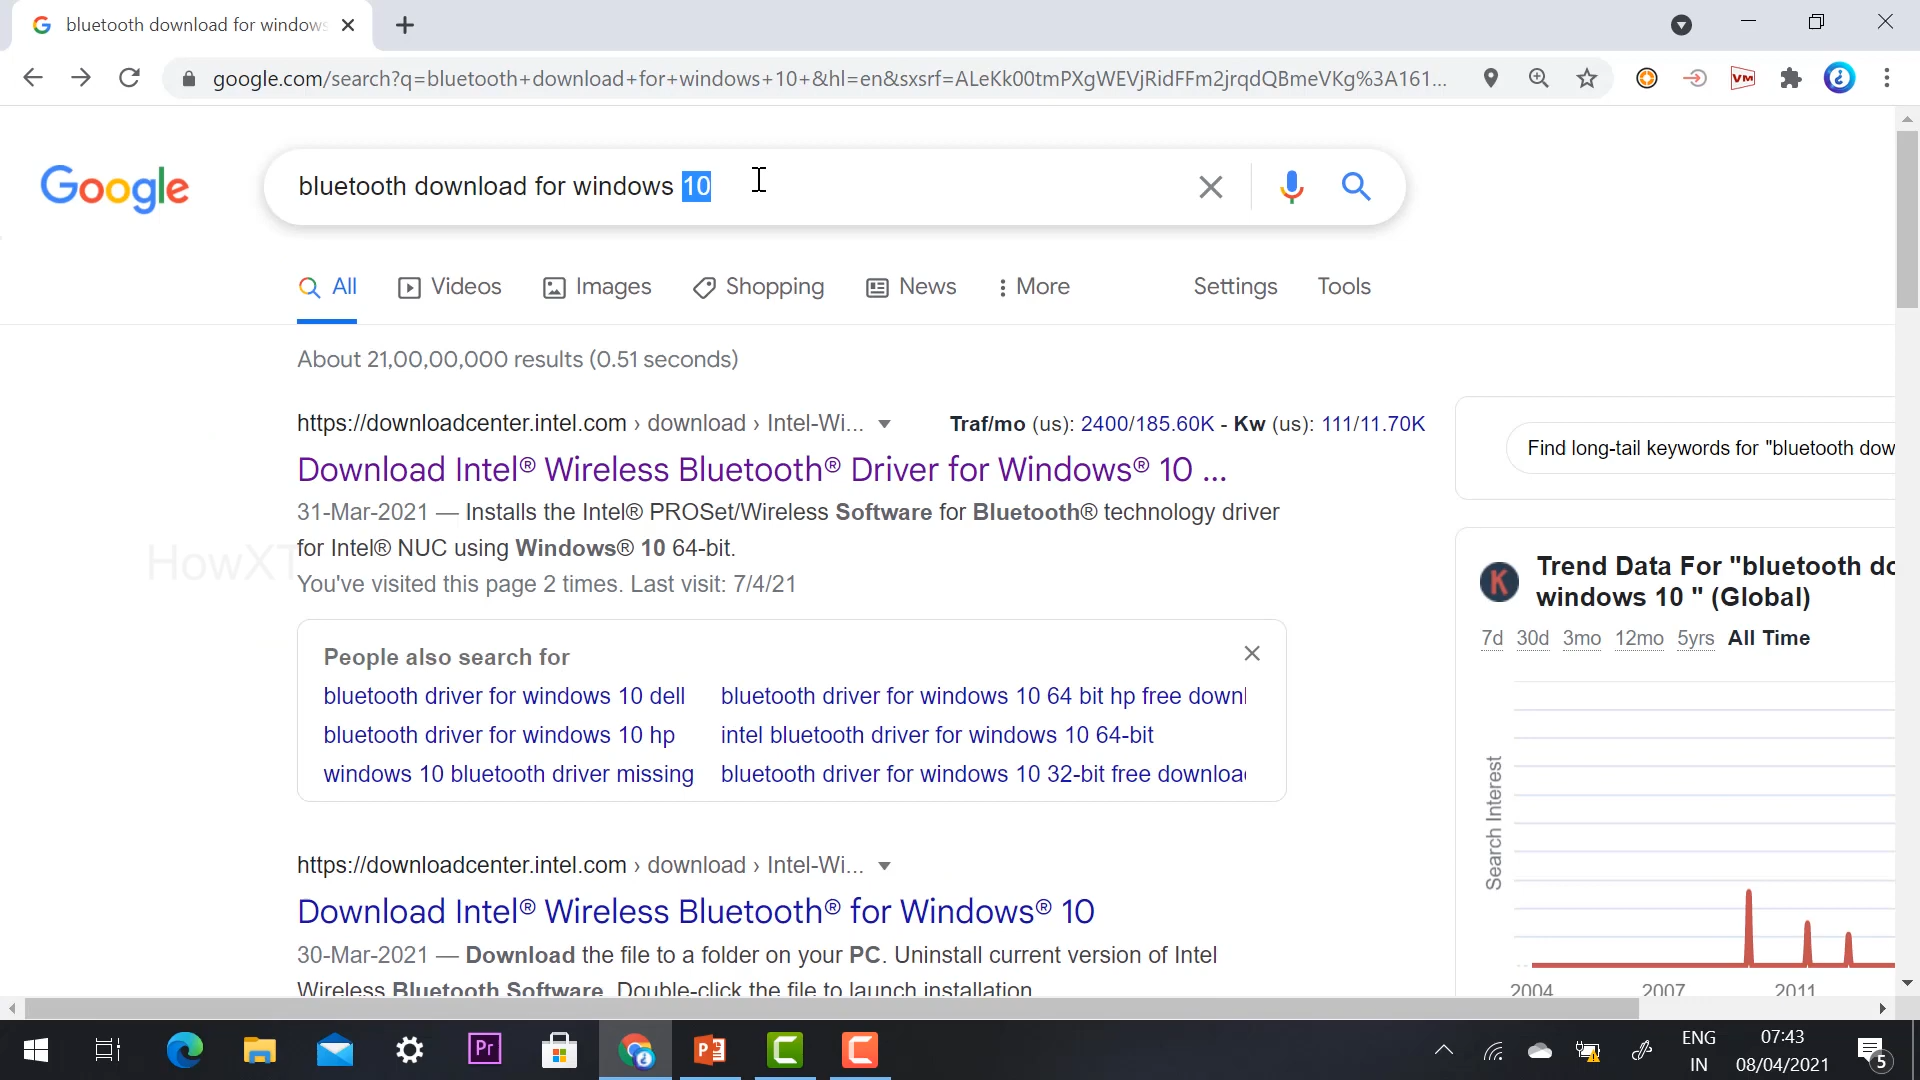 bluetooth download for windows
google.com/search?q=bluetooth+download+for+windows+10+&hl=en&sxsrf=ALeKk00tmPXgWEVjRidFFm2jrqdQBmeVKg%3A161...
VM
Google
bluetooth download for windows 10
All Videos Images Shopping News More Settings Tools
About 21,00,00,000 results (0.51 seconds)
https://downloadcenter.intel.com › download › Intel-Wi... Traf/mo (us): 2400/185.60K - Kw (us): 111/11.70K
Download Intel® Wireless Bluetooth® Driver for Windows® 10 ...
31-Mar-2021 — Installs the Intel® PROSet/Wireless Software for Bluetooth® technology driver
for Intel® NUC using Windows® 10 64-bit.
You've visited this page 2 times. Last visit: 7/4/21
HowXT
People also search for
bluetooth driver for windows 10 dell
bluetooth driver for windows 10 64 bit hp free downl
bluetooth driver for windows 10 hp
intel bluetooth driver for windows 10 64-bit
windows 10 bluetooth driver missing
bluetooth driver for windows 10 32-bit free downloa
https://downloadcenter.intel.com › download › Intel-Wi...
Download Intel® Wireless Bluetooth® for Windows® 10
30-Mar-2021 — Download the file to a folder on your PC. Uninstall current version of Intel
Wireless Bluetooth Software. Double-click the file to launch installation
Find long-tail keywords for "bluetooth dow
K
Trend Data For "bluetooth do
windows 10 " (Global)
7d 30d 3mo 12mo 5yrs All Time
Search Interest
2004 2007 2011
Pr
ENG
IN
07:43
08/04/2021
5